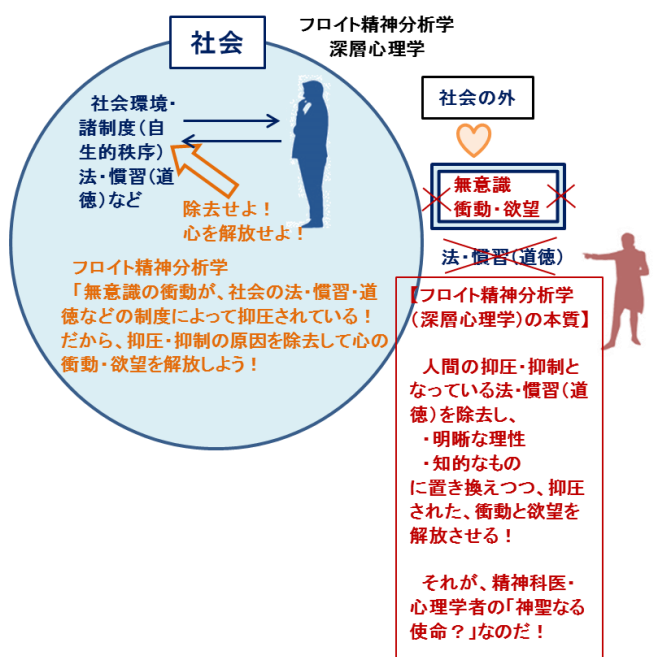 フロイト精神分析学
深層心理学
社会
社会の外
社会環境・
諸制度(自
生的秩序)
法・慣習(道
徳)など
除去せよ!
心を解放せよ!
フロイト精神分析学
「無意識の衝動が、社会の法・慣習・道
徳などの制度によって抑圧されている!
だから、抑圧・抑制の原因を除去して心の
衝動・欲望を解放しよう!
無意識
衝動・欲望
法・慣習(道徳)
【フロイト精神分析学
(深層心理学)の本質】
人間の抑圧・抑制と
なっている法・慣習(道
徳)を除去し、
・明晰な理性
・知的なもの
に置き換えつつ、抑圧
された、衝動と欲望を
解放させる!
それが、精神科医・
心理学者の「神聖なる
使命?」なのだ!